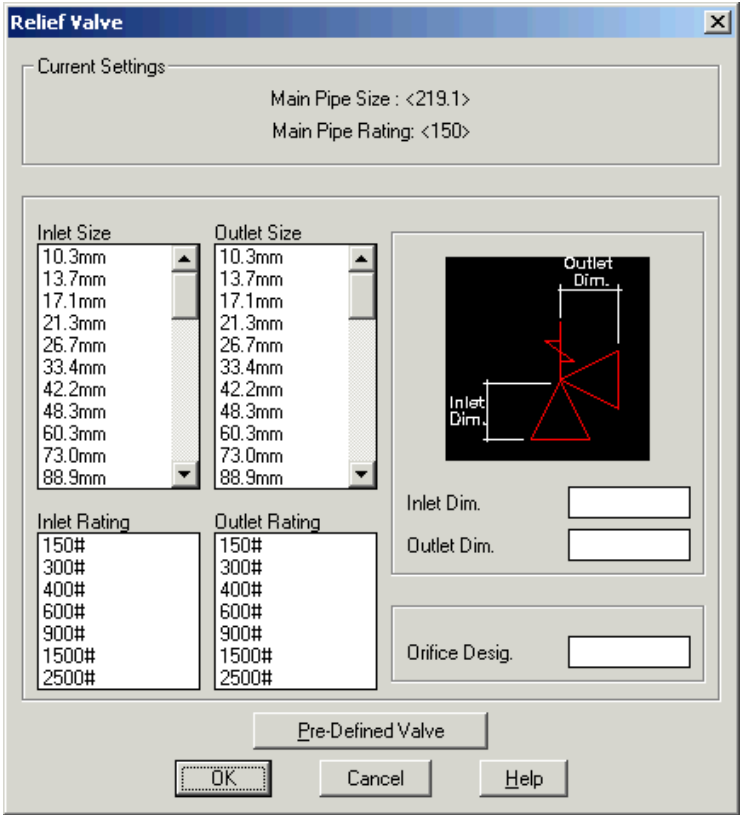 Relief Valve
Current Settings
Main Pipe Size : <219.1>
Main Pipe Rating: <150>
Inlet Size
10.3mm
13.7mm
17.1mm
21.3mm
26.7mm
33.4mm
42.2mm
48.3mm
60.3mm
73.0mm
88.9mm
Outlet Size
10.3mm
13.7mm
17.1mm
21.3mm
26.7mm
33.4mm
42.2mm
48.3mm
60.3mm
73.0mm
88.9mm
Outlet
Dim.
Inlet
Dim.
Inlet Dim.
Outlet Dim.
Inlet Rating
150#
300#
400#
600#
900#
1500#
2500#
Outlet Rating
150#
300#
400#
600#
900#
1500#
2500#
Orifice Desig.
Pre-Defined Valve
OK
Cancel
Help